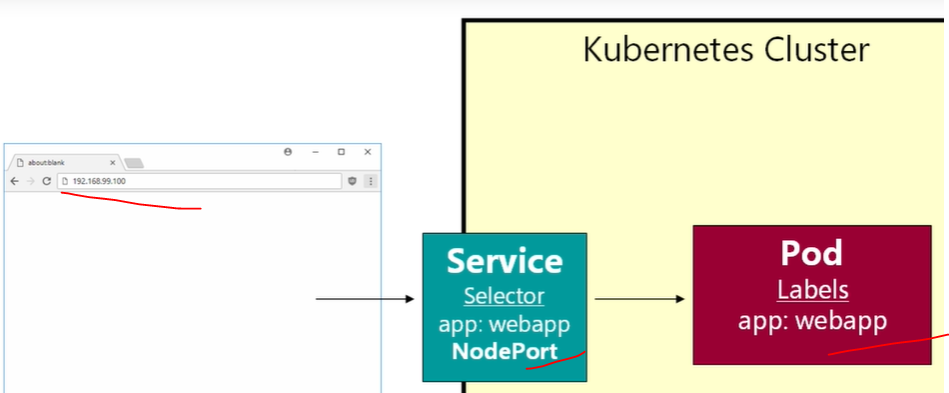 Kubernetes Cluster
about:blank
192.168.99.100
Service
Selector
app: webapp
NodePort
Pod
Labels
app: webapp